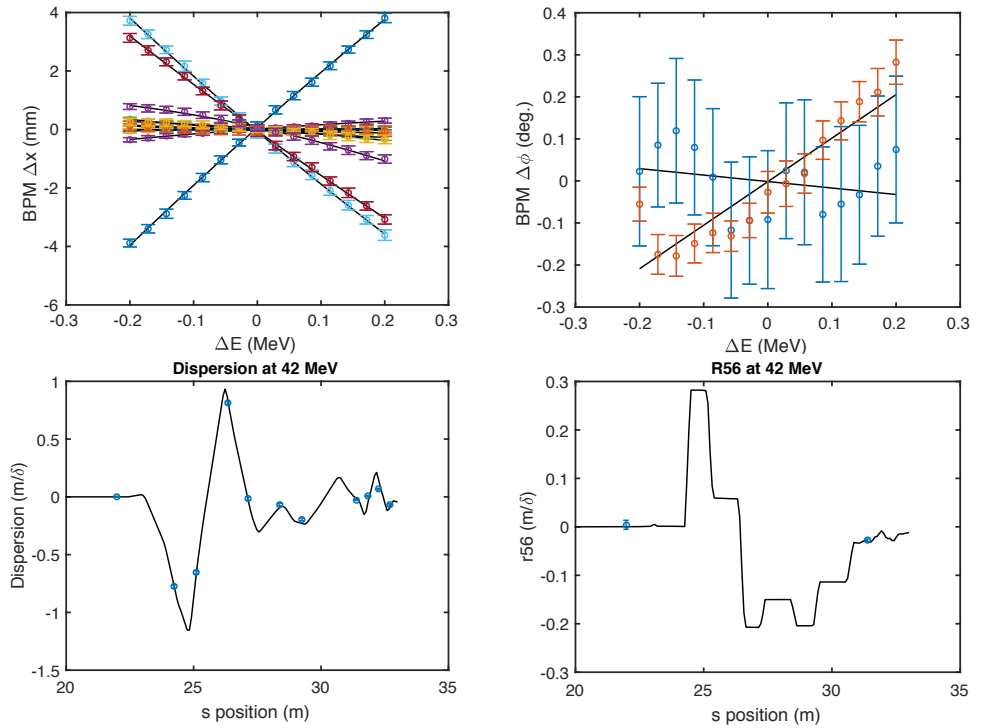 4
2
0
-2
-4
-6
BPM Δx (mm)
-0.3 -0.2 -0.1 0 0.1 0.2 0.3
ΔE (MeV)
0.3
0.2
0.1
0
-0.1
-0.2
-0.3
BPM Δϕ (deg.)
-0.3 -0.2 -0.1 0 0.1 0.2 0.3
ΔE (MeV)
Dispersion at 42 MeV
1
0.5
0
-0.5
-1
-1.5
Dispersion (m/δ)
20 25 30 35
s position (m)
R56 at 42 MeV
0.3
0.2
0.1
0
-0.1
-0.2
-0.3
r56 (m/δ)
20 25 30 35
s position (m)